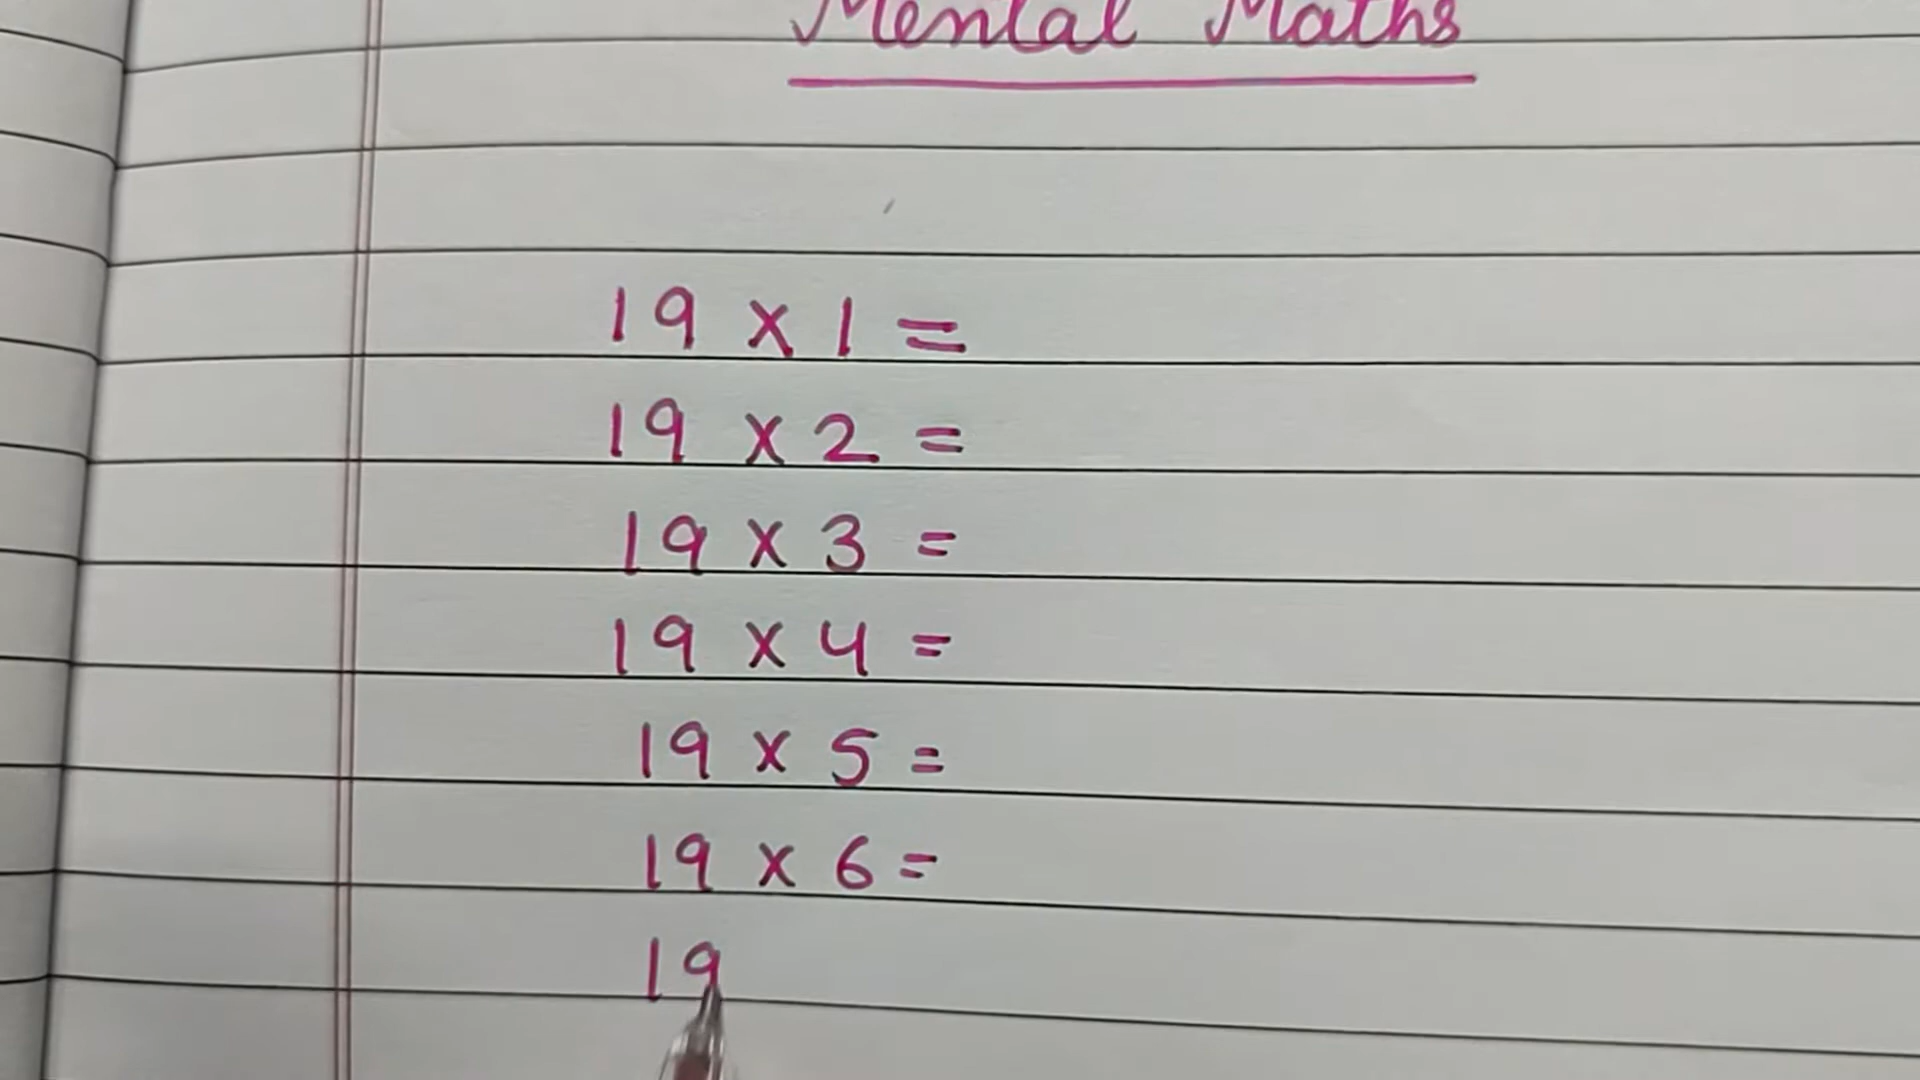 Mental Maths
19 x 1 =
19 x 2 =
19 x 3 =
19 x 4 =
19 x 5 =
19 x 6 =
19